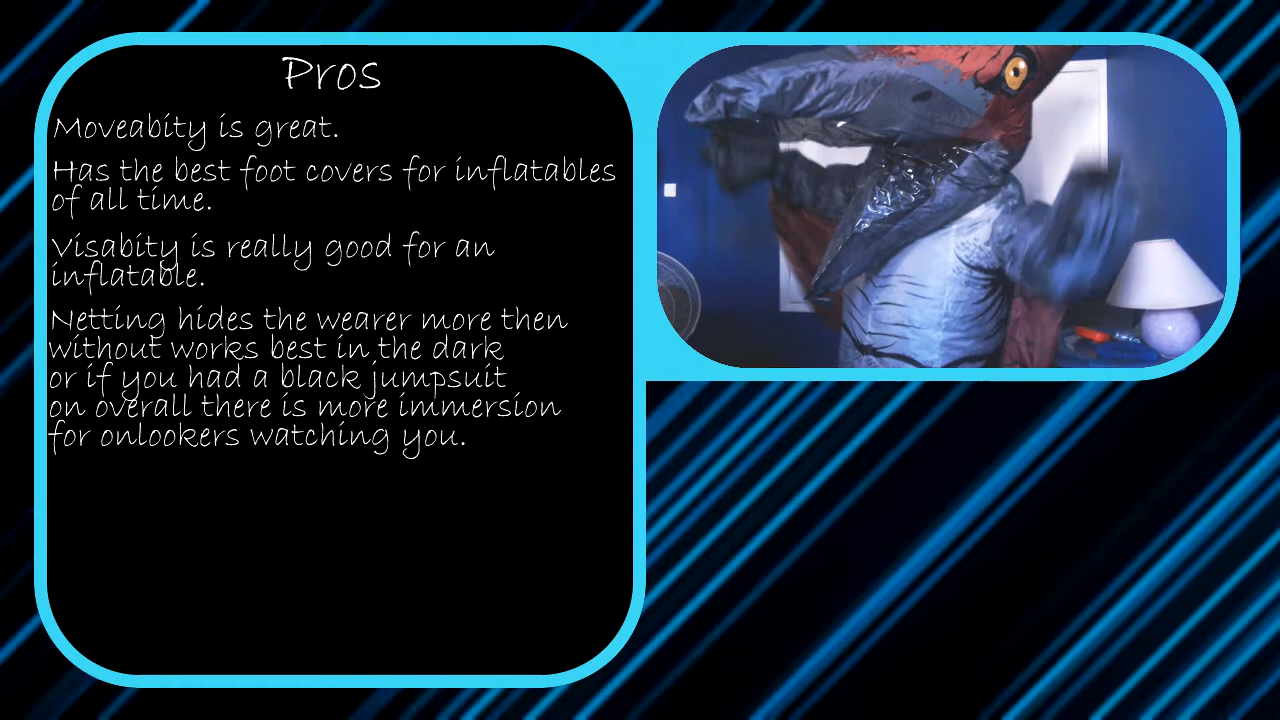 Pros
Moveabity is great.
Has the best foot covers for inflatables
of all time.
Visabity is really good for an
inflatable.
Netting hides the wearer more then
without works best in the dark
or if you had a black jumpsuit
on overall there is more immersion
for onlookers watching you.